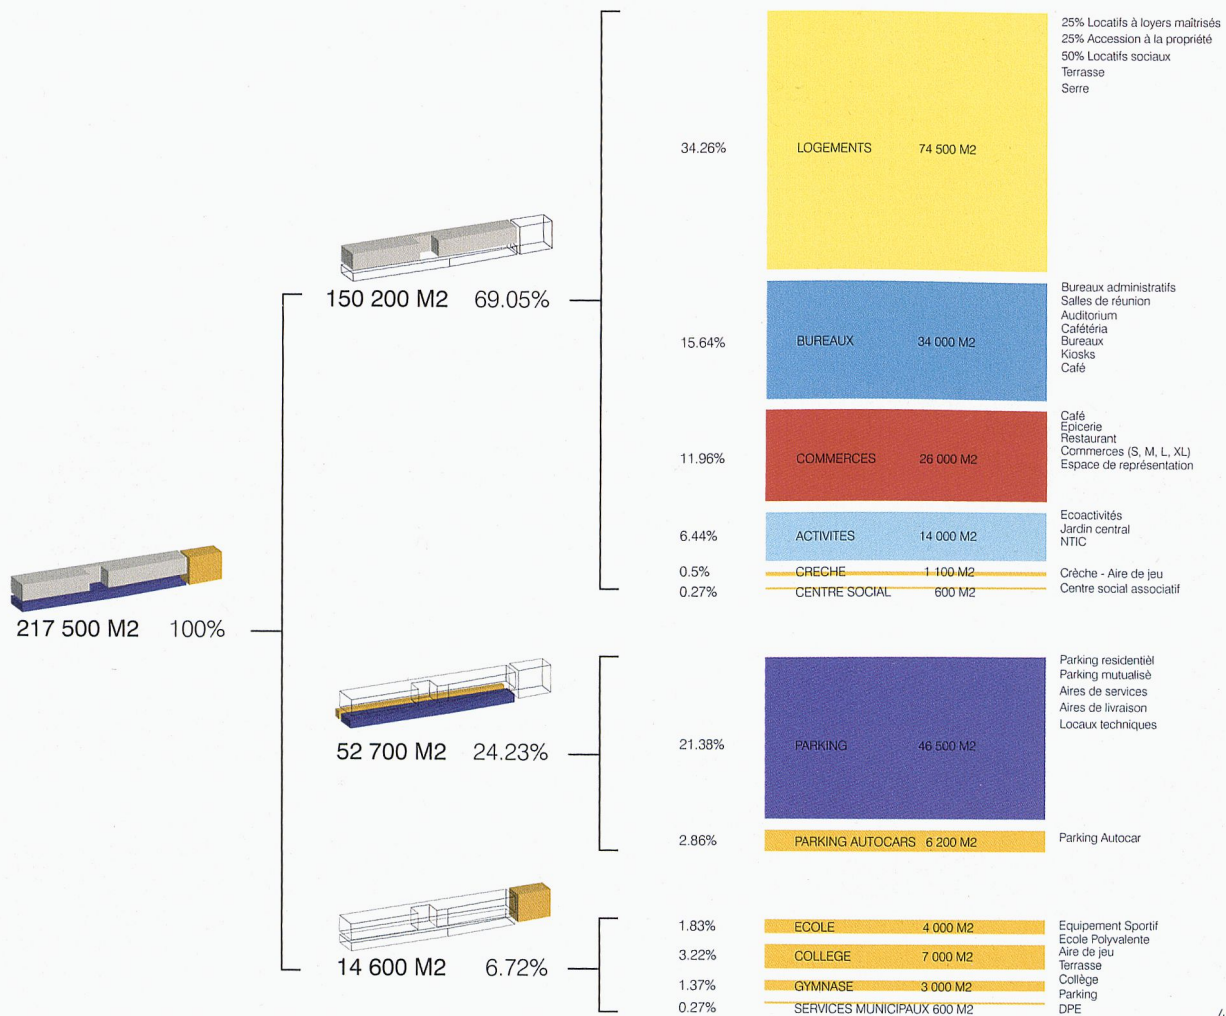 217 500 M2 100%
150 200 M2 69.05%
34.26% LOGEMENTS 74 500 M2
25% Locatifs à loyers maîtrisés
25% Accession à la propriété
50% Locatifs sociaux
Terrasse
Serre
15.64% BUREAUX 34 000 M2
Bureaux administratifs
Salles de réunion
Auditorium
Cafétéria
Bureaux
Kiosks
Café
11.96% COMMERCES 26 000 M2
Café
Epicerie
Restaurant
Commerces (S, M, L, XL)
Espace de représentation
6.44% ACTIVITES 14 000 M2
Ecoactivités
Jardin central
NTIC
0.5% CRECHE 1 100 M2
Crèche - Aire de jeu
0.27% CENTRE SOCIAL 600 M2
Centre social associatif
52 700 M2 24.23%
21.38% PARKING 46 500 M2
Parking residentièl
Parking mutualisè
Aires de services
Aires de livraison
Locaux techniques
2.86% PARKING AUTOCARS 6 200 M2
Parking Autocar
14 600 M2 6.72%
1.83% ECOLE 4 000 M2
3.22% COLLEGE 7 000 M2
1.37% GYMNASE 3 000 M2
0.27% SERVICES MUNICIPAUX 600 M2
Equipement Sportif
Ecole Polyvalente
Aire de jeu
Terrasse
Collège
Parking
DPE